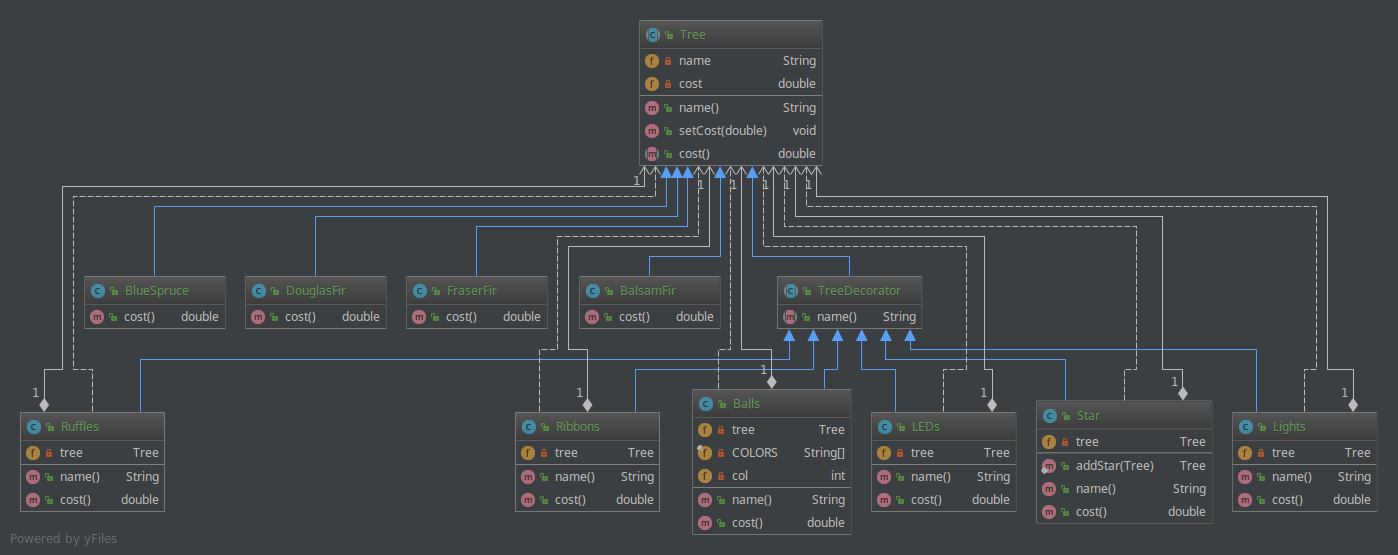 Tree
name String
cost double
name() String
setCost(double) void
cost() double
1 1 1 1 1 1
BlueSpruce
cost() double
DouglasFir
cost() double
FraserFir
cost() double
BalsamFir
cost() double
TreeDecorator
name() String
1 1 1 1 1 1
Ruffles
tree Tree
name() String
cost() double
Ribbons
tree Tree
name() String
cost() double
Balls
tree Tree
COLORS String[]
col int
name() String
cost() double
LEDs
tree Tree
name() String
cost() double
Star
tree Tree
addStar(Tree) Tree
name() String
cost() double
Lights
tree Tree
name() String
cost() double
Powered by yFiles